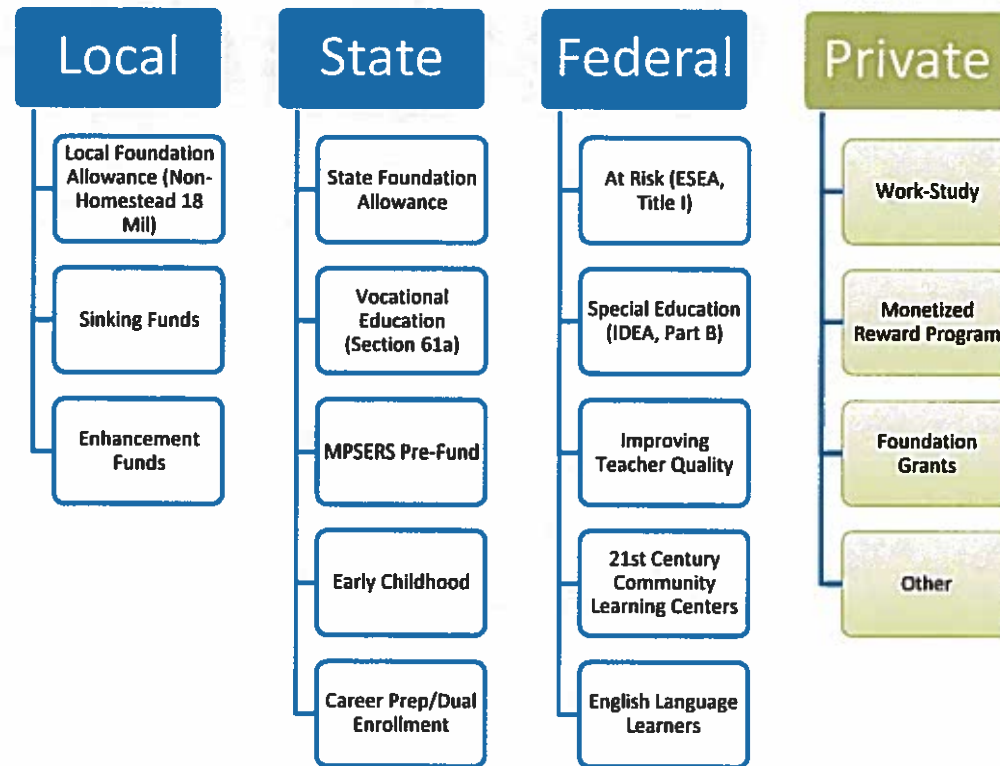 Local
Local Foundation
Allowance (Non-
Homestead 18
Mil)
Sinking Funds
Enhancement
Funds
State
State Foundation
Allowance
Vocational
Education
(Section 61a)
MPSERS Pre-Fund
Early Childhood
Career Prep/Dual
Enrollment
Federal
At Risk (ESEA,
Title I)
Special Education
(IDEA, Part B)
Improving
Teacher Quality
21st Century
Community
Learning Centers
English Language
Learners
Private
Work-Study
Monetized
Reward Program
Foundation
Grants
Other